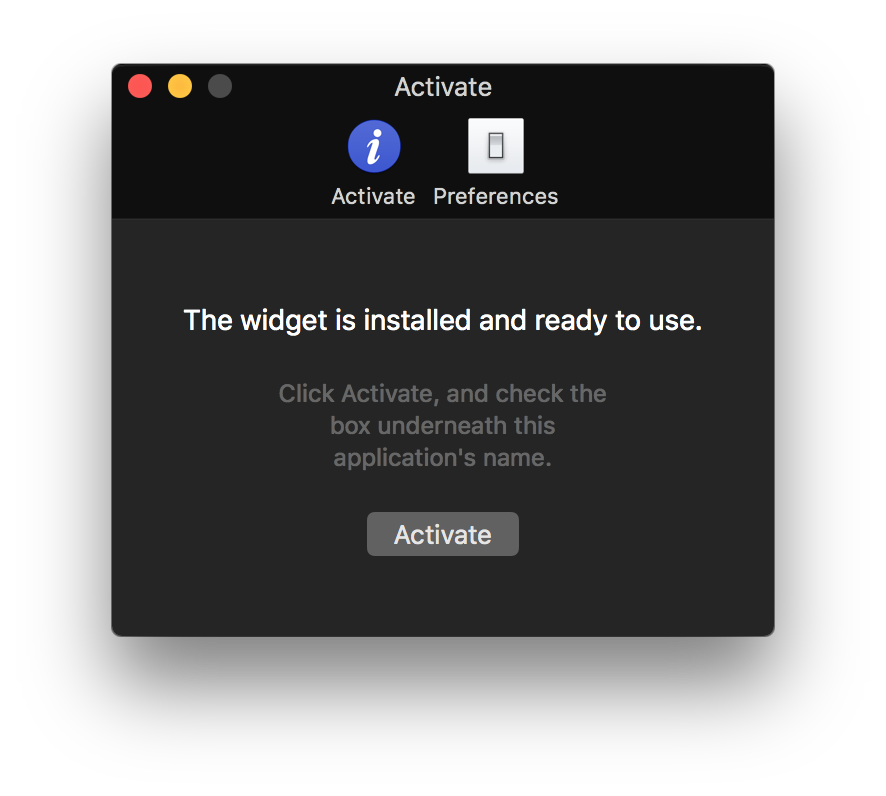 Activate
Activate Preferences
The widget is installed and ready to use.
Click Activate, and check the
box underneath this
application's name.
Activate